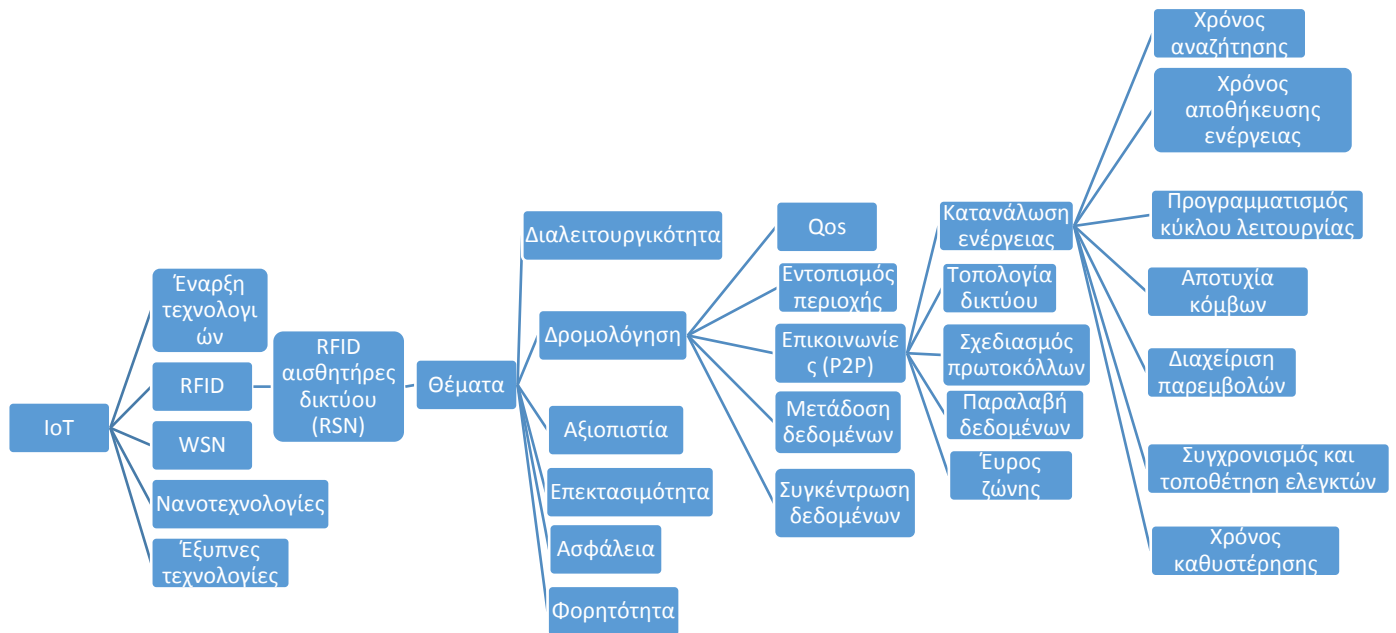 IoT
Έναρξη
τεχνολογι
ών
RFID
WSN
Νανοτεχνολογίες
Έξυπνες
τεχνολογίες
RFID
αισθητήρες
δικτύου
(RSN)
Θέματα
Διαλειτουργικότητα
Δρομολόγηση
Αξιοπιστία
Επεκτασιμότητα
Ασφάλεια
Φορητότητα
Qos
Εντοπισμός
περιοχής
Επικοινωνίε
ς (P2P)
Μετάδοση
δεδομένων
Συγκέντρωση
δεδομένων
Κατανάλωση
ενέργειας
Τοπολογία
δικτύου
Σχεδιασμός
πρωτοκόλλων
Παραλαβή
δεδομένων
Έυρος
ζώνης
Χρόνος
αναζήτησης
Χρόνος
αποθήκευσης
ενέργειας
Προγραμματισμός
κύκλου λειτουργίας
Αποτυχία
κόμβων
Διαχείριση
παρεμβολών
Συγχρονισμός και
τοποθέτηση ελεγκτών
Χρόνος
καθυστέρησης